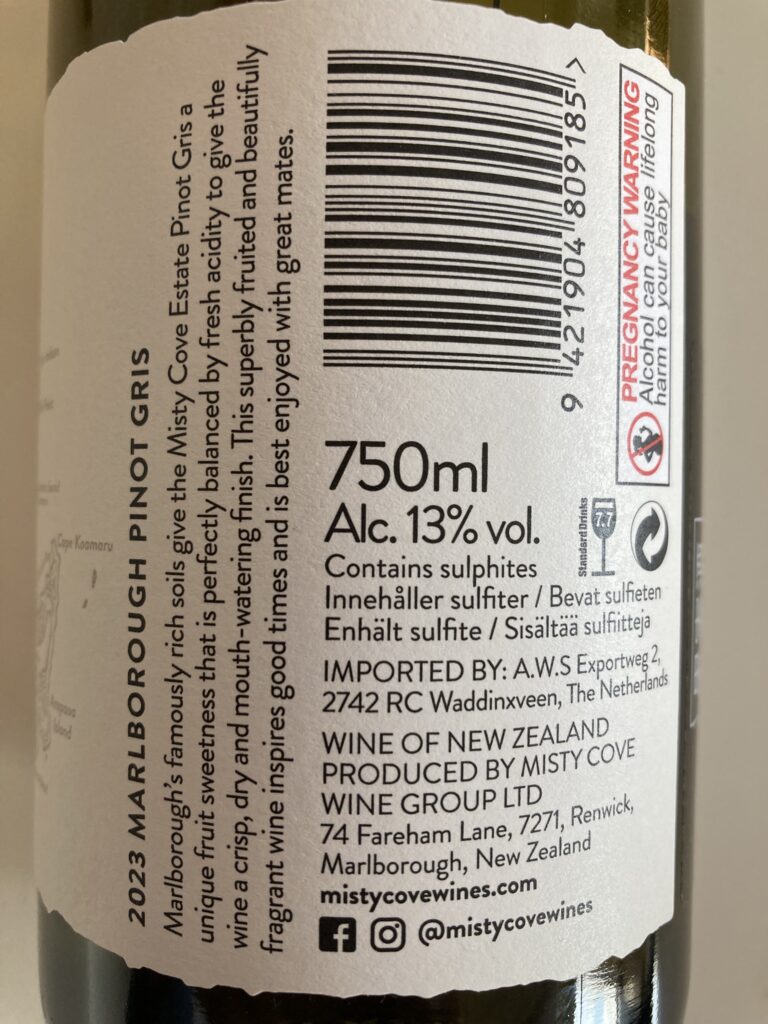 2023 MARLBOROUGH PINOT GRIS
Marlborough's famously rich soils give the Misty Cove Estate Pinot Gris a
unique fruit sweetness that is perfectly balanced by fresh acidity to give the
wine a crisp, dry and mouth-watering finish. This superbly fruited and beautifully
fragrant wine inspires good times and is best enjoyed with great mates.
9 421904 809185 >
PREGNANCY WARNING
Alcohol can cause lifelong
harm to your baby
750ml
Alc. 13% vol.
Standard Drinks
7.7
Contains sulphites
Innehåller sulfiter / Bevat sulfieten
Enhält sulfite / Sisältää sulfiitteja
IMPORTED BY: A.W.S Exportweg 2,
2742 RC Waddinxveen, The Netherlands
WINE OF NEW ZEALAND
PRODUCED BY MISTY COVE
WINE GROUP LTD
74 Fareham Lane, 7271, Renwick,
Marlborough, New Zealand
mistycovewines.com
@mistycovewines
Cape Koamaru